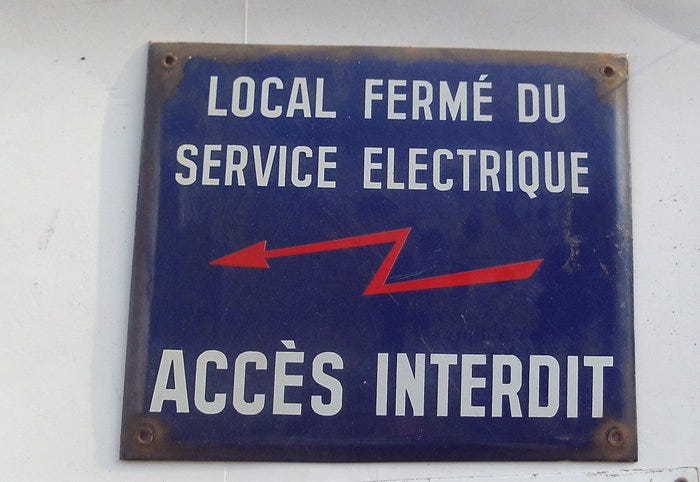 LOCAL FERMÉ DU
SERVICE ELECTRIQUE
ACCÈS INTERDIT